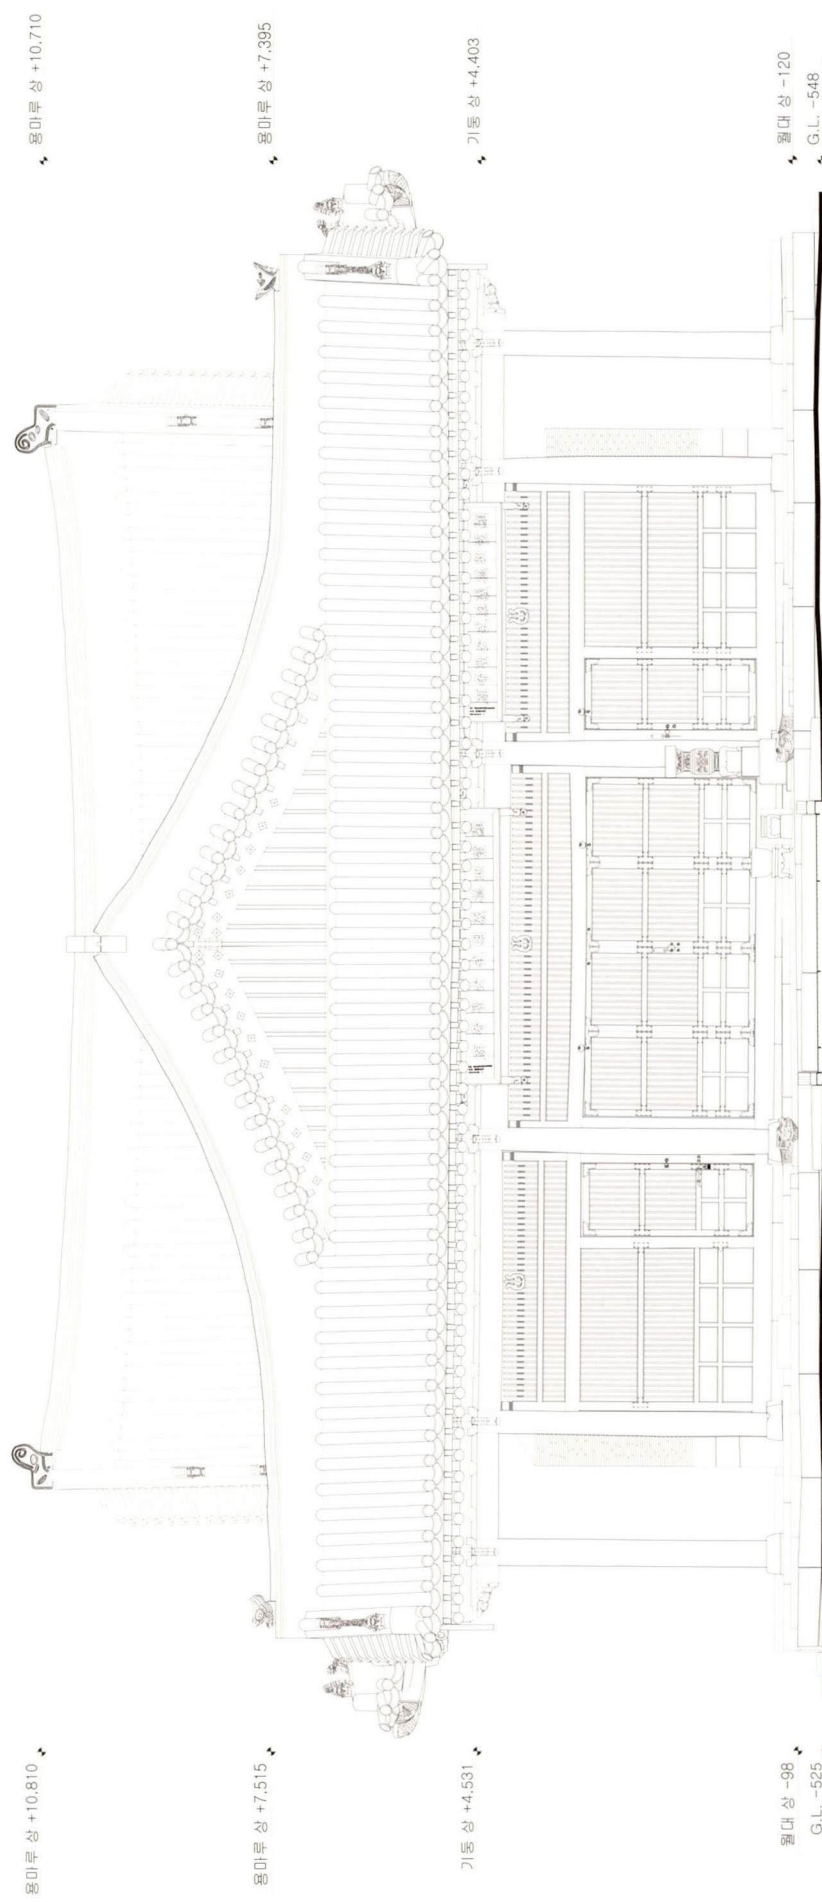 용마루 상 +10.810
용마루 상 +7.515
기둥 상 +4.531
월대 상 -98
G.L. -525
용마루 상 +10.710
용마루 상 +7.395
기둥 상 +4.403
월대 상 -120
G.L. -548